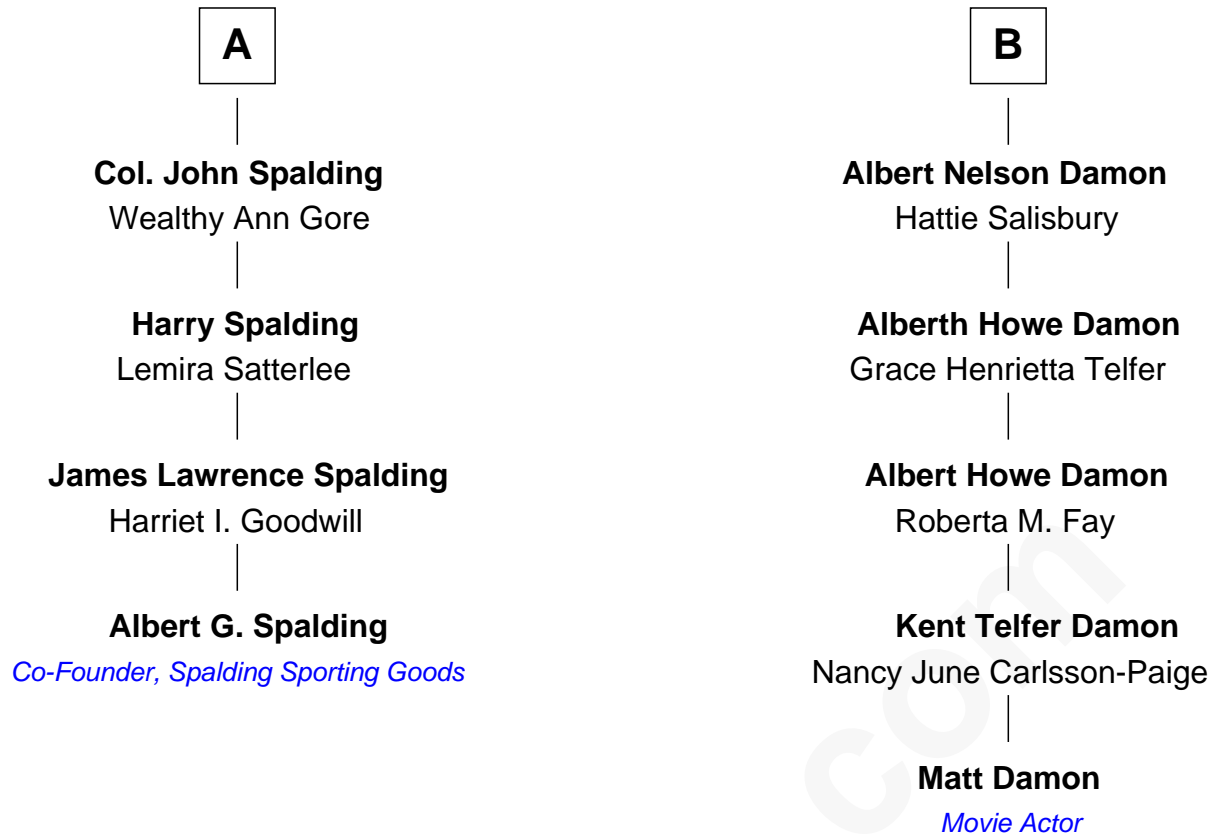 A
Col. John Spalding
Wealthy Ann Gore
Harry Spalding
Lemira Satterlee
James Lawrence Spalding
Harriet I. Goodwill
Albert G. Spalding
Co-Founder, Spalding Sporting Goods
B
Albert Nelson Damon
Hattie Salisbury
Alberth Howe Damon
Grace Henrietta Telfer
Albert Howe Damon
Roberta M. Fay
Kent Telfer Damon
Nancy June Carlsson-Paige
Matt Damon
Movie Actor
com